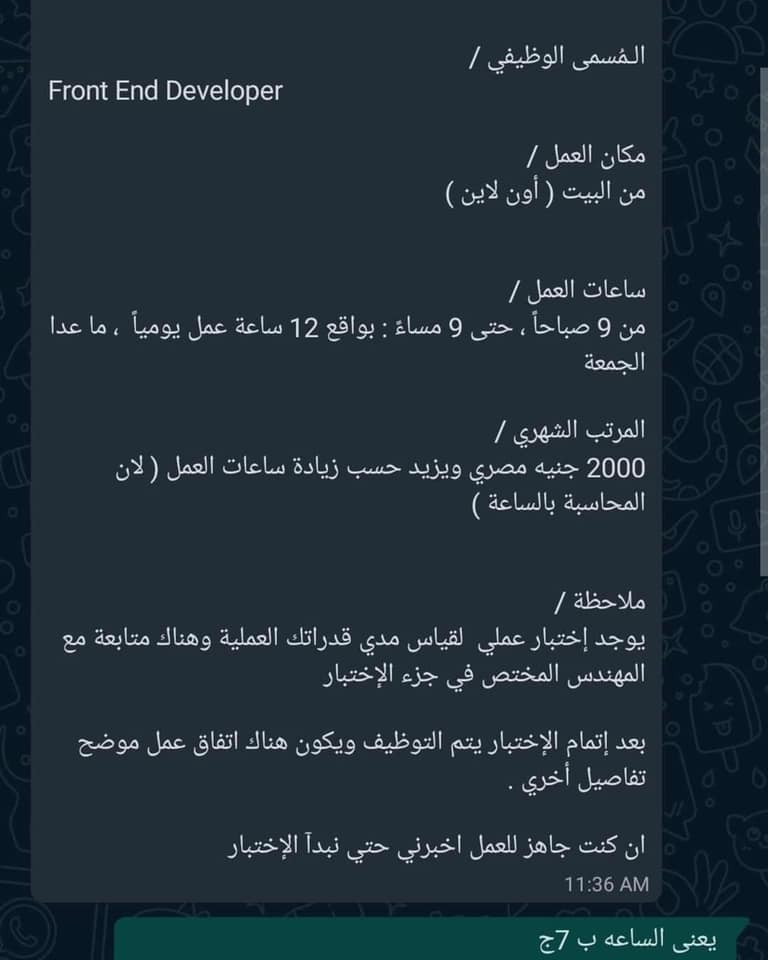 المُسمى الوظيفي /
Front End Developer
مكان العمل /
من البيت ( أون لاين )
ساعات العمل /
من 9 صباحاً ، حتى 9 مساءً : بواقع 12 ساعة عمل يومياً ، ما عدا
الجمعة
المرتب الشهري /
2000 جنيه مصري ويزيد حسب زيادة ساعات العمل ( لان
المحاسبة بالساعة )
ملاحظة /
يوجد إختبار عملي لقياس مدي قدراتك العملية وهناك متابعة مع
المهندس المختص في جزء الإختبار
بعد إتمام الإختبار يتم التوظيف ويكون هناك اتفاق عمل موضح
تفاصيل أخري .
ان كنت جاهز للعمل اخبرني حتي نبدآ الإختبار
11:36 AM
يعنى الساعه ب 7ج